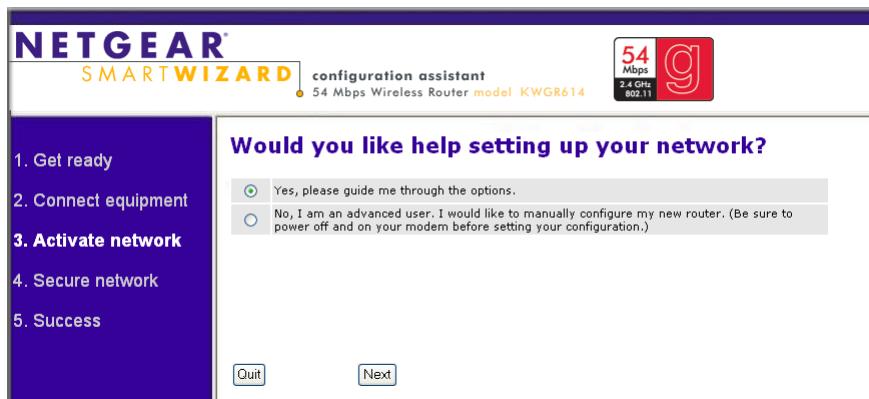 NETGEAR
SMARTWIZARD
configuration assistant
54 Mbps Wireless Router model KWGR614
54
Mbps
2.4 GHz
802.11
g
1. Get ready
2. Connect equipment
3. Activate network
4. Secure network
5. Success
Would you like help setting up your network?
Yes, please guide me through the options.
No, I am an advanced user. I would like to manually configure my new router. (Be sure to
power off and on your modem before setting your configuration.)
Quit
Next